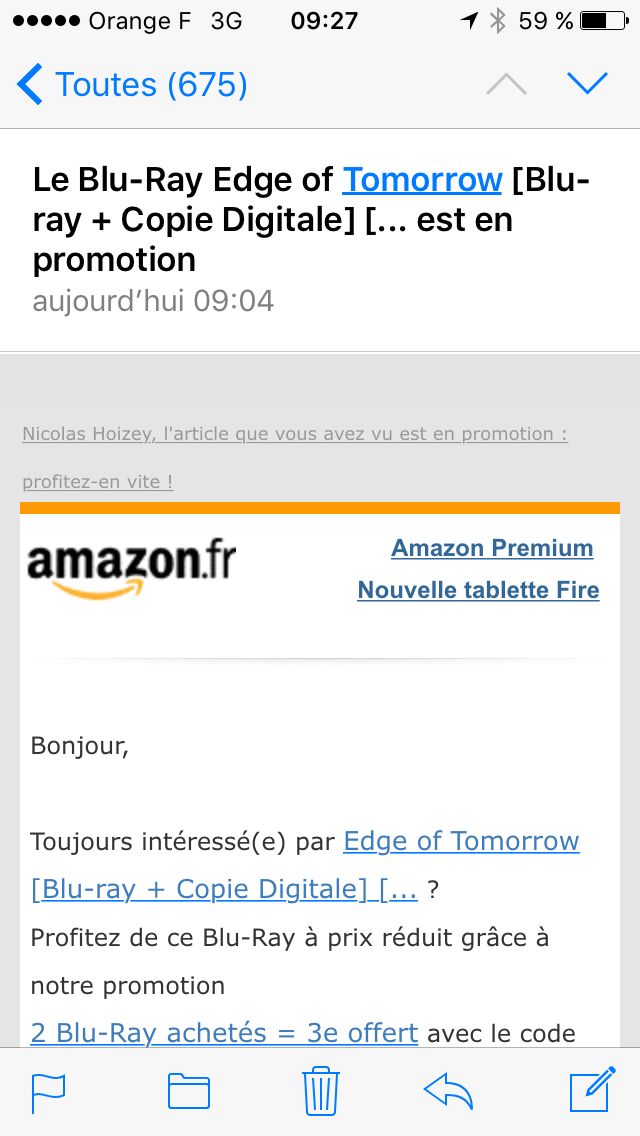 Orange F 3G 09:27 59 %
Toutes (675)
Le Blu-Ray Edge of Tomorrow [Blu-
ray + Copie Digitale] [... est en
promotion
aujourd’hui 09:04
Nicolas Hoizey, l'article que vous avez vu est en promotion :
profitez-en vite !
amazon.fr
Amazon Premium
Nouvelle tablette Fire
Bonjour,
Toujours intéressé(e) par Edge of Tomorrow
[Blu-ray + Copie Digitale] [... ?
Profitez de ce Blu-Ray à prix réduit grâce à
notre promotion
2 Blu-Ray achetés = 3e offert avec le code